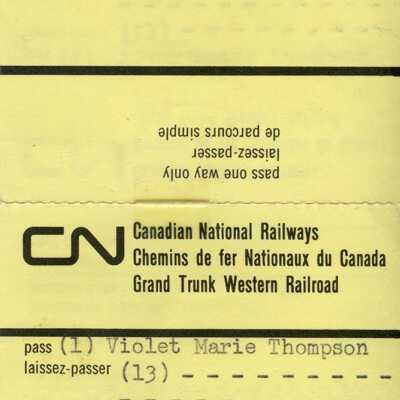 pass one way only
laissez-passer
de parcours simple
CN
Canadian National Railways
Chemins de fer Nationaux du Canada
Grand Trunk Western Railroad
pass (1) Violet Marie Thompson
laissez-passer (13) - - - - - - - - -